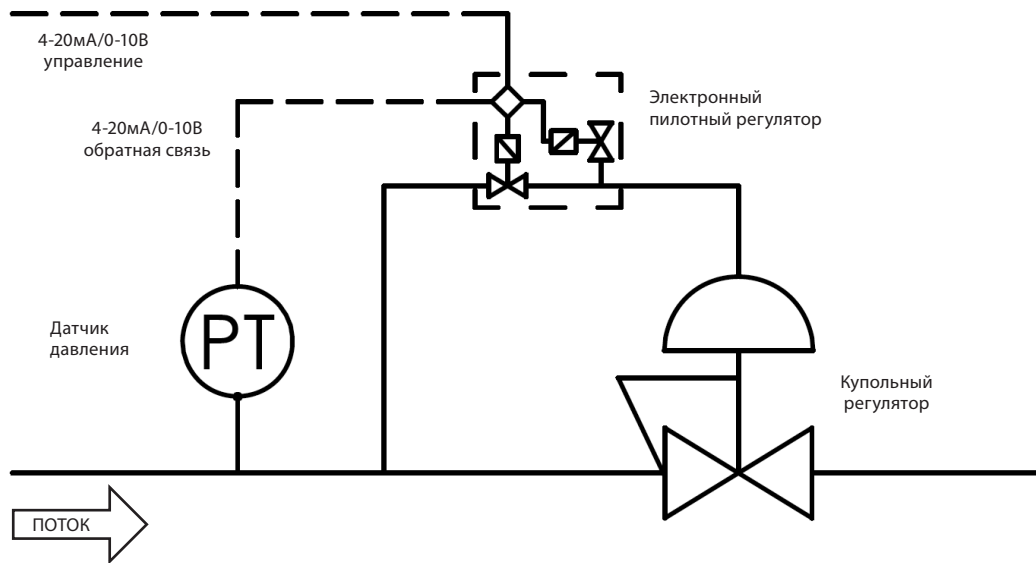 4-20мА/0-10В
управление
4-20мА/0-10В
обратная связь
Электронный
пилотный регулятор
Датчик
давления
PT
Купольный
регулятор
ПОТОК